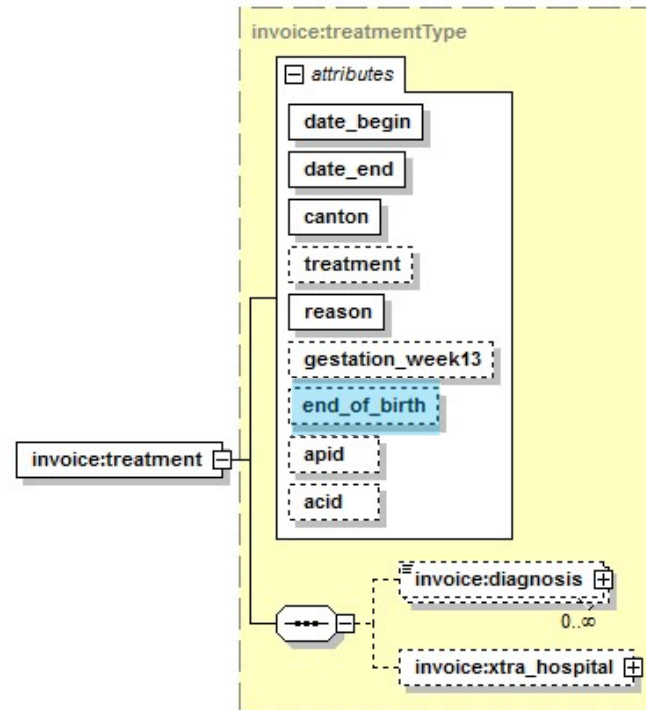 invoice:treatmentType
attributes
date_begin
date_end
canton
treatment
reason
gestation_week13
end_of_birth
apid
acid
invoice:treatment
invoice:diagnosis
0..∞
invoice:xtra_hospital